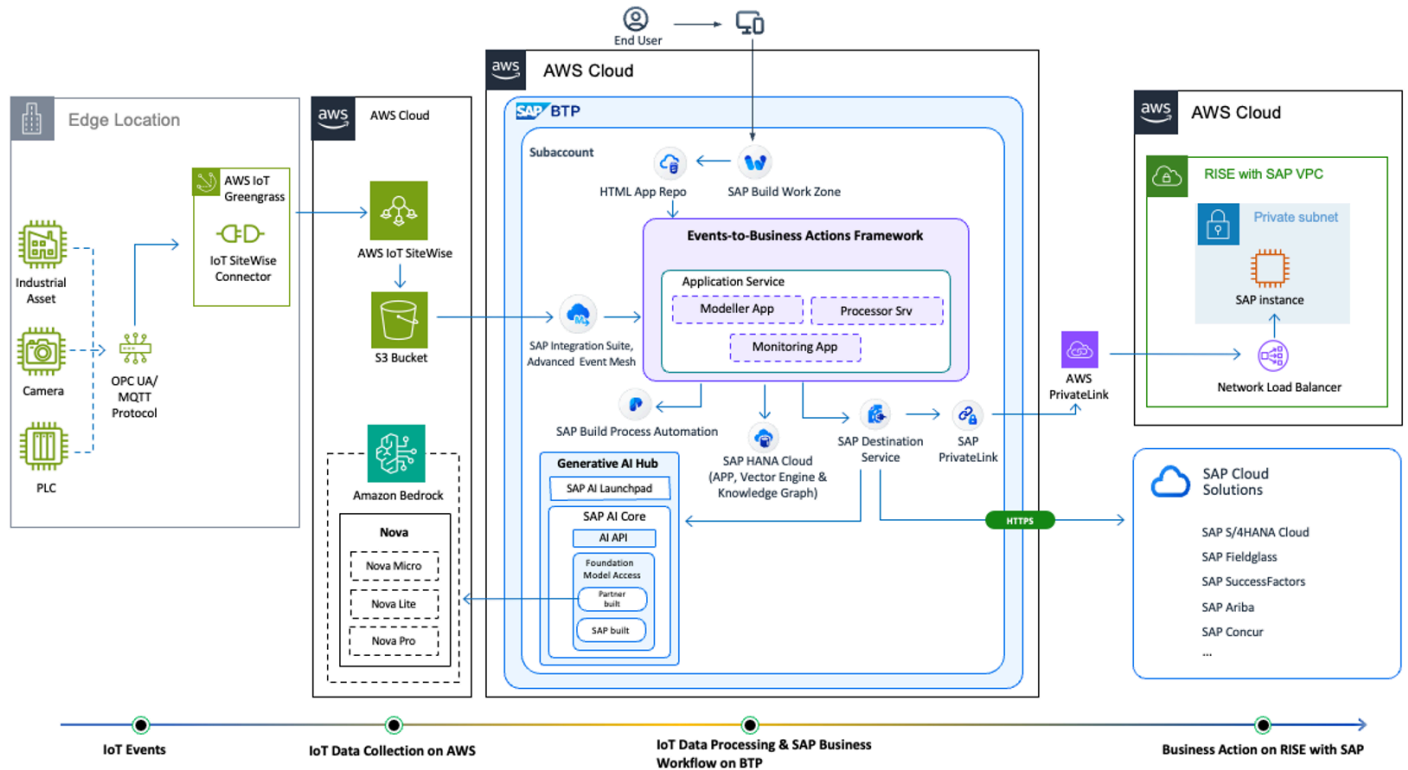 End User
Edge Location
AWS IoT
Greengrass
IoT SiteWise
Connector
Industrial
Asset
Camera
PLC
OPC UA/
MQTT
Protocol
aws
AWS Cloud
AWS IoT SiteWise
S3 Bucket
Amazon Bedrock
Nova
Nova Micro
Nova Lite
Nova Pro
aws
AWS Cloud
SAP BTP
Subaccount
HTML App Repo
SAP Build Work Zone
Events-to-Business Actions Framework
Application Service
Modeller App
Processor Srv
Monitoring App
SAP Integration Suite,
Advanced Event Mesh
SAP Build Process Automation
SAP HANA Cloud
(APP, Vector Engine &
Knowledge Graph)
SAP Destination
Service
SAP
PrivateLink
Generative AI Hub
SAP AI Launchpad
SAP AI Core
AI API
Foundation
Model Access
Partner
built
SAP built
HTTPS
AWS
PrivateLink
aws
AWS Cloud
RISE with SAP VPC
Private subnet
SAP instance
Network Load Balancer
SAP Cloud
Solutions
SAP S/4HANA Cloud
SAP Fieldglass
SAP SuccessFactors
SAP Ariba
SAP Concur
...
IoT Events
IoT Data Collection on AWS
IoT Data Processing & SAP Business
Workflow on BTP
Business Action on RISE with SAP